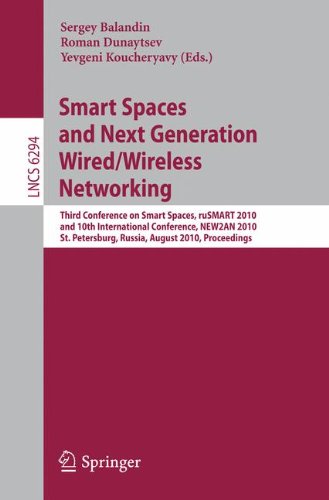 Sergey Balandin
Roman Dunaytsev
Yevgeni Koucheryavy (Eds.)
LNCS 6294
Smart Spaces
and Next Generation
Wired/Wireless
Networking
Third Conference on Smart Spaces, ruSMART 2010
and 10th International Conference, NEW2AN 2010
St. Petersburg, Russia, August 2010, Proceedings
Springer